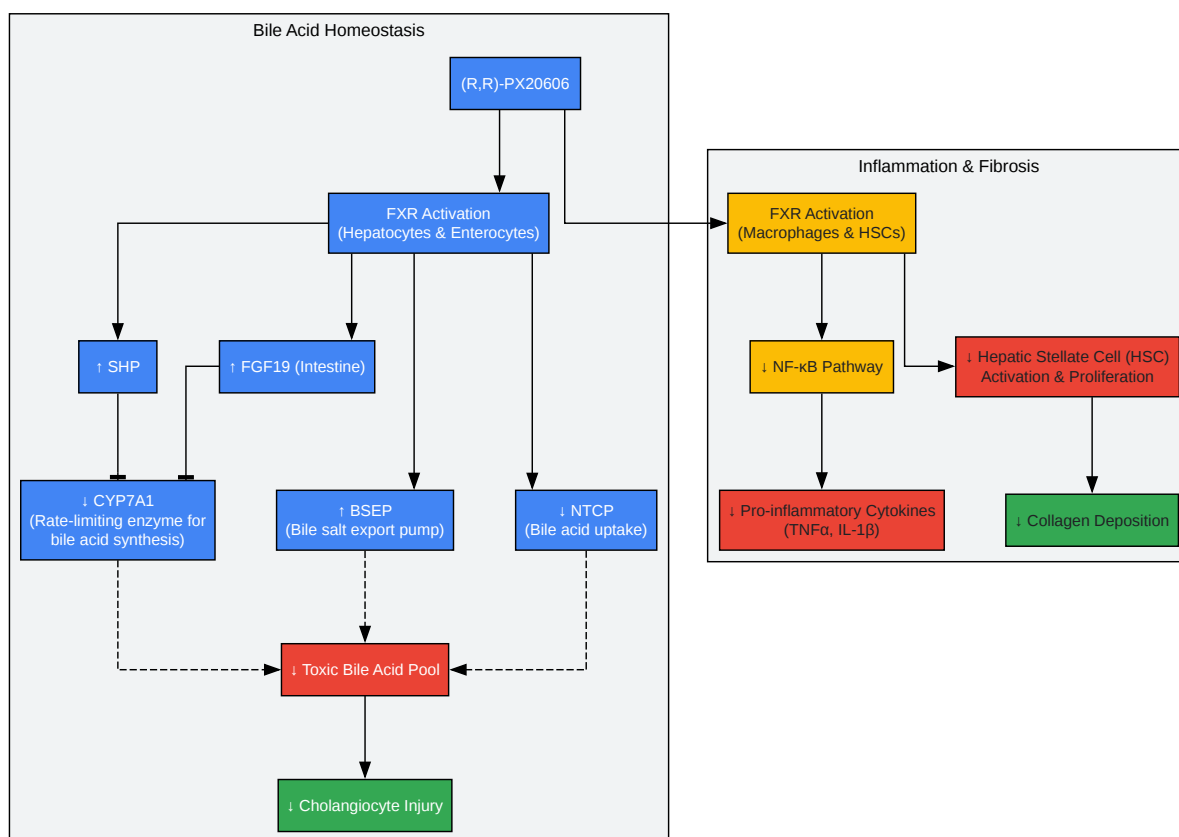 Bile Acid Homeostasis
(R,R)-PX20606
FXR Activation
(Hepatocytes & Enterocytes)
↑ SHP
↑ FGF19 (Intestine)
↓ CYP7A1
(Rate-limiting enzyme for
bile acid synthesis)
↑ BSEP
(Bile salt export pump)
↓ NTCP
(Bile acid uptake)
↓ Toxic Bile Acid Pool
↓ Cholangiocyte Injury
Inflammation & Fibrosis
FXR Activation
(Macrophages & HSCs)
↓ NF-κB Pathway
↓ Hepatic Stellate Cell (HSC)
Activation & Proliferation
↓ Pro-inflammatory Cytokines
(TNFα, IL-1β)
↓ Collagen Deposition